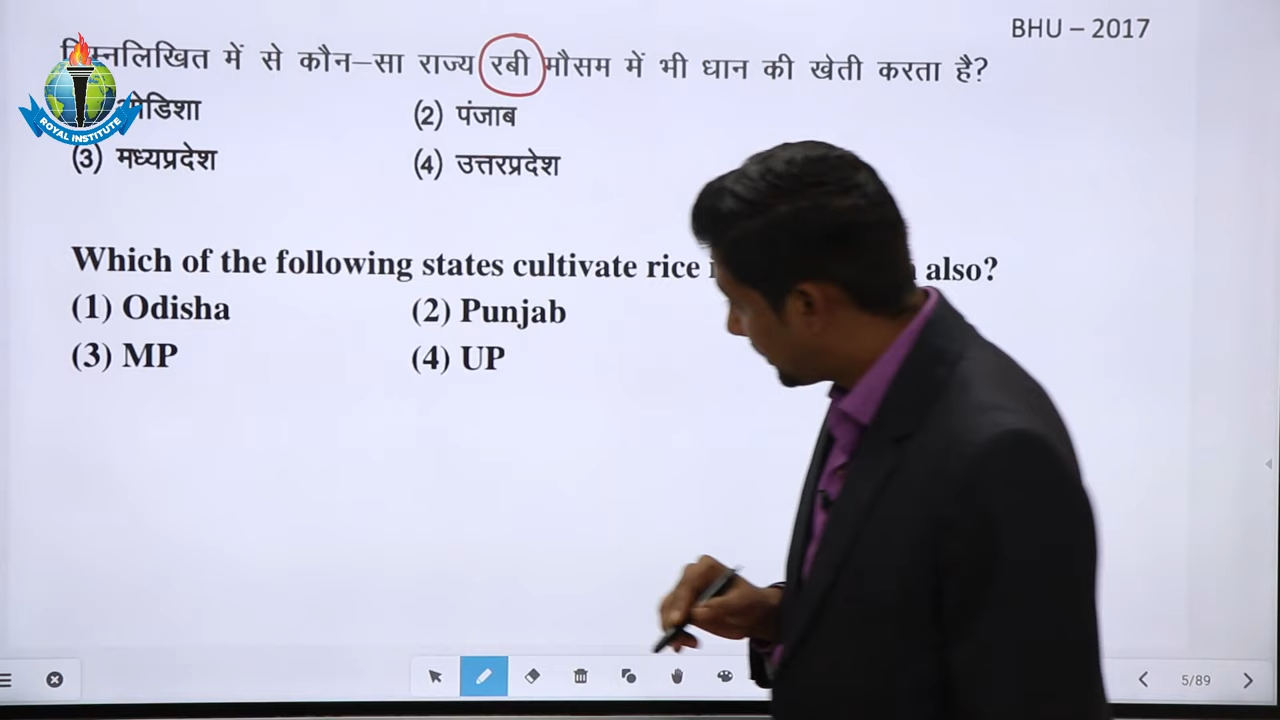 BHU – 2017
निम्नलिखित में से कौन–सा राज्य रबी मौसम में भी धान की खेती करता है?
ओडिशा
(2) पंजाब
(3) मध्यप्रदेश
(4) उत्तरप्रदेश
Which of the following states cultivate rice also?
(1) Odisha
(2) Punjab
(3) MP
(4) UP
ROYAL INSTITUTE
5/89